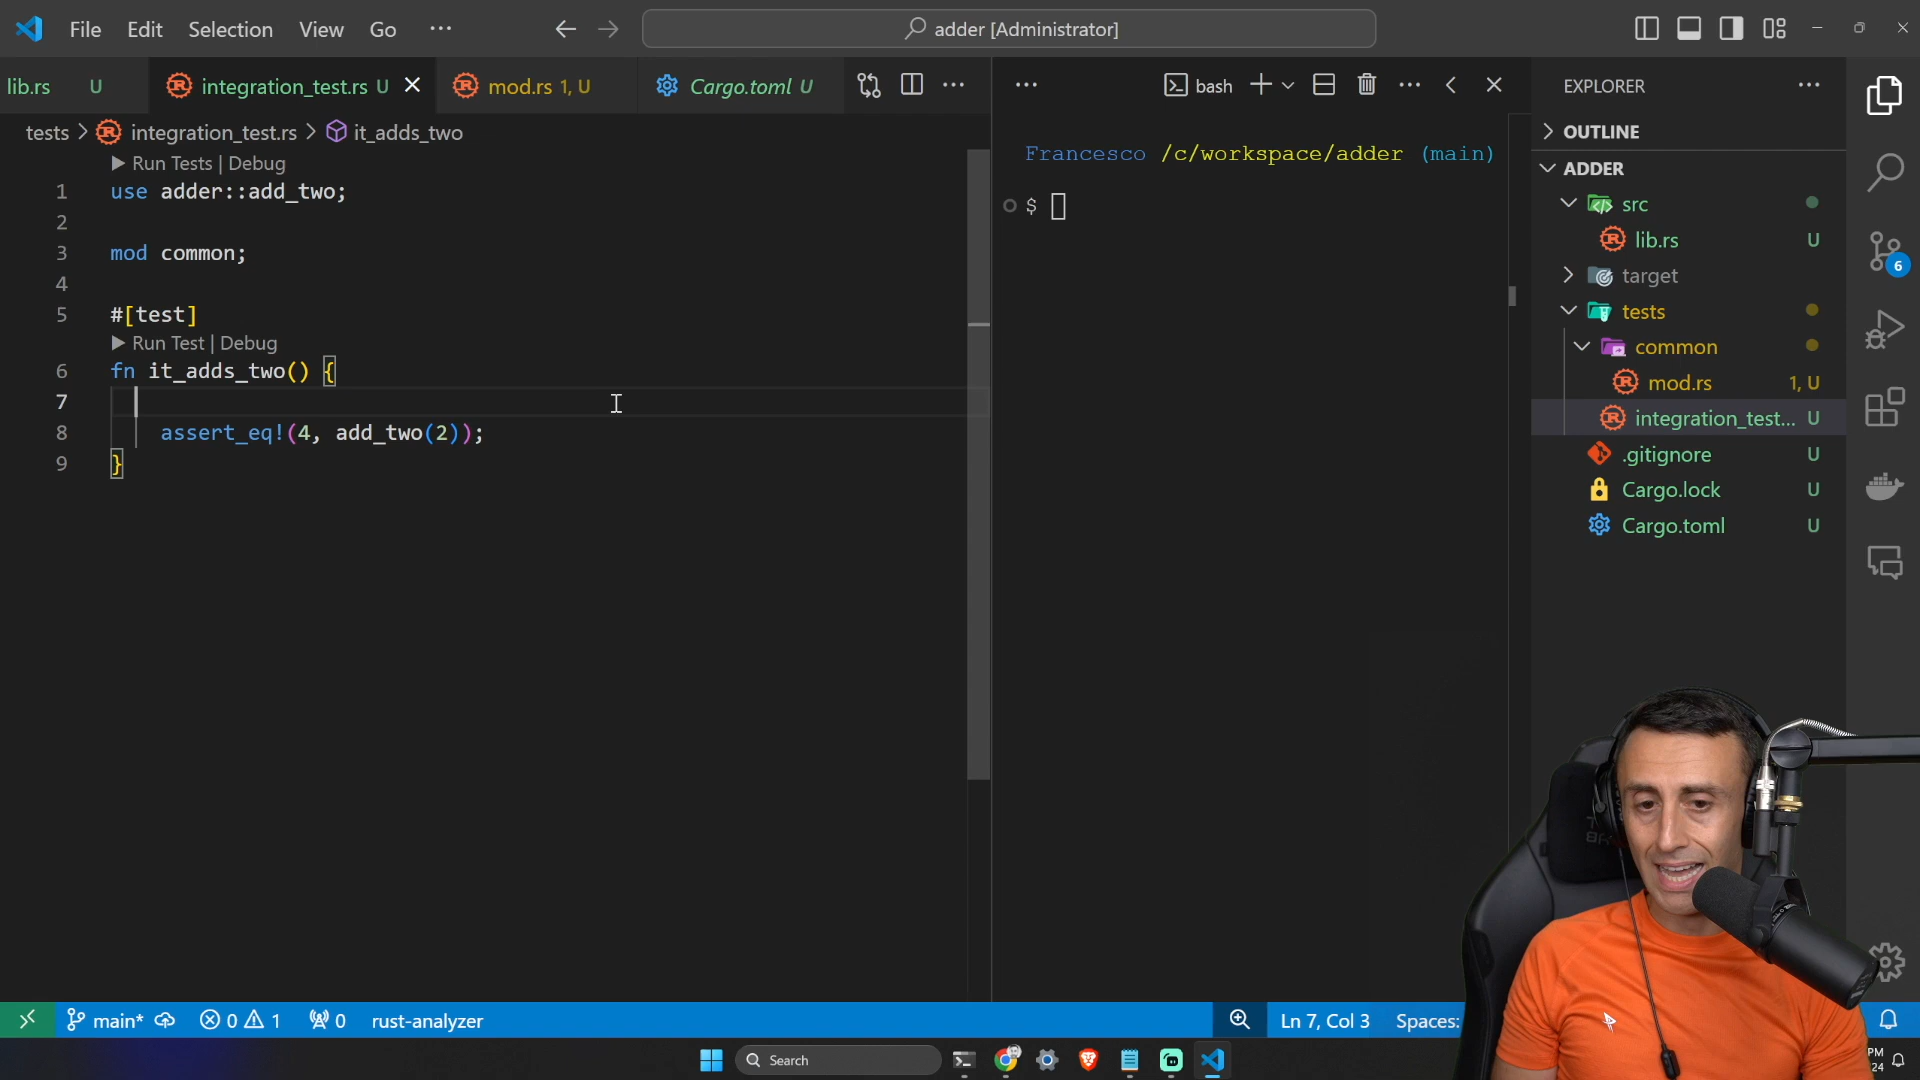 File Edit Selection View Go ··· adder [Administrator]
lib.rs U integration_test.rs U mod.rs 1, U Cargo.toml U
tests > integration_test.rs > it_adds_two
Run Tests | Debug
1 use adder::add_two;
2
3 mod common;
4
5 #[test]
Run Test | Debug
6 fn it_adds_two() {
7
8 assert_eq!(4, add_two(2));
9 }
bash
Francesco /c/workspace/adder (main)
$
EXPLORER
OUTLINE
ADDER
src
lib.rs U
target
tests
common
mod.rs 1, U
integration_test... U
.gitignore U
Cargo.lock U
Cargo.toml U
6
main* 0 1 0 rust-analyzer Ln 7, Col 3 Spaces:
Search
PM
24